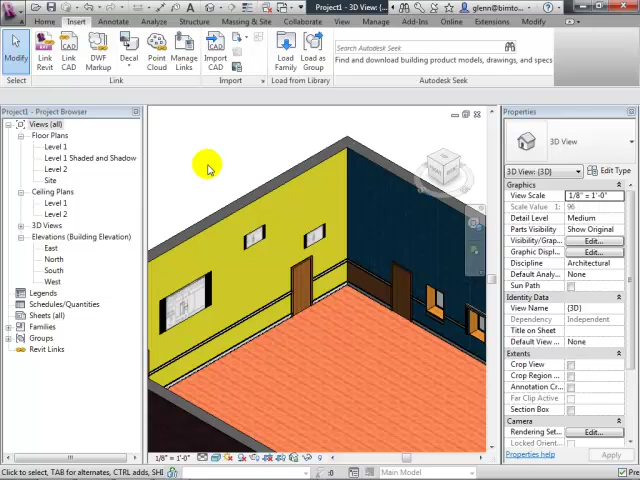 Project1 - 3D View: {...
glenn@bimto...
Home Insert Annotate Analyze Structure Massing & Site Collaborate View Manage Add-Ins Online Extensions Modify
Modify
Link Revit
Link CAD
DWF Markup
Decal
Point Cloud
Manage Links
Import CAD
Load Family
Load as Group
Search Autodesk Seek
Find and download building product models, drawings, and specs
Select
Link
Import
Load from Library
Autodesk Seek
Project1 - Project Browser
Views (all)
Floor Plans
Level 1
Level 1 Shaded and Shadow
Level 2
Site
Ceiling Plans
Level 1
Level 2
3D Views
Elevations (Building Elevation)
East
North
South
West
Legends
Schedules/Quantities
Sheets (all)
Families
Groups
Revit Links
Properties
3D View
3D View: {3D}
Edit Type
Graphics
View Scale 1/8" = 1'-0"
Scale Value 1: 96
Detail Level Medium
Parts Visibility Show Original
Visibility/Grap... Edit...
Graphic Displ... Edit...
Discipline Architectural
Default Analy... None
Sun Path
Identity Data
View Name {3D}
Dependency Independent
Title on Sheet
Default View ... None
Extents
Crop View
Crop Region ...
Annotation Cr...
Far Clip Active
Section Box
Camera
Rendering Set... Edit...
Locked Orient...
Properties help
Apply
1/8" = 1'-0"
Click to select, TAB for alternates, CTRL adds, SHI
:0
Main Model
Pre